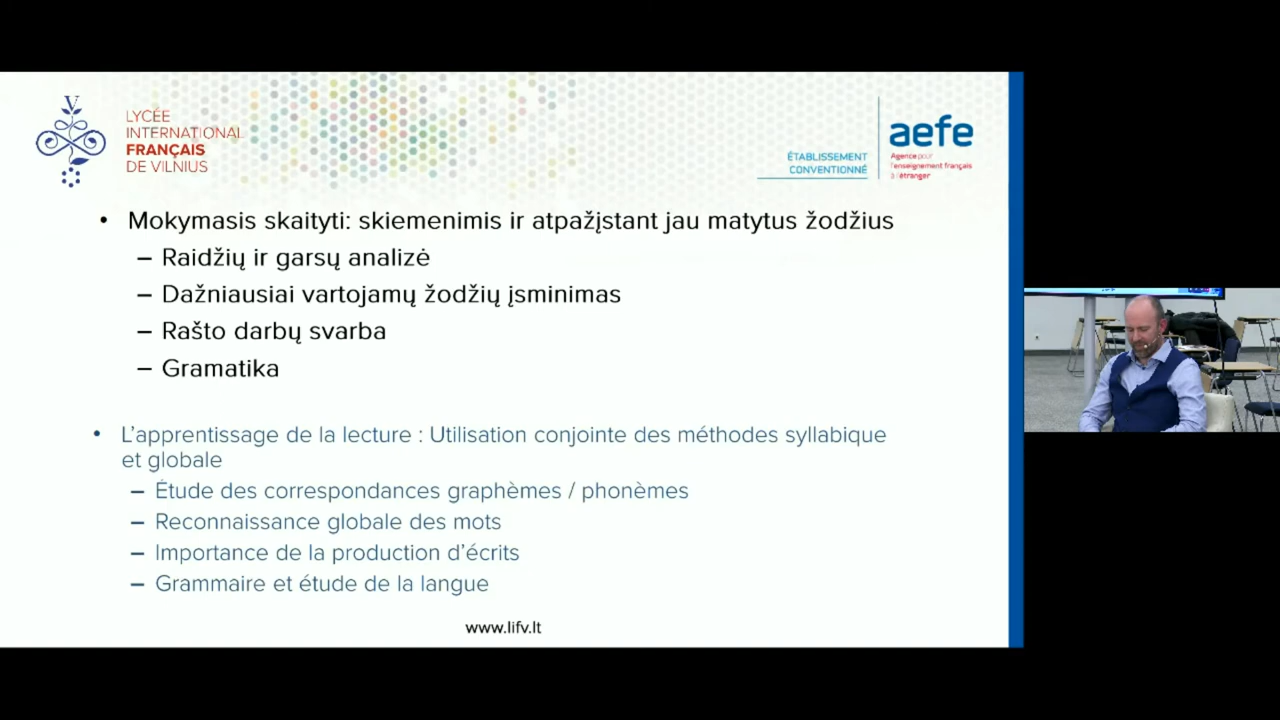 LYCÉE
INTERNATIONAL
FRANÇAIS
DE VILNIUS
ÉTABLISSEMENT
CONVENTIONNÉ
aefe
Agence pour
l'enseignement français
à l'étranger
• Mokymasis skaityti: skiemenimis ir atpažįstant jau matytus žodžius
– Raidžių ir garsų analizė
– Dažniausiai vartojamų žodžių įsiminimas
– Rašto darbų svarba
– Gramatika
• L’apprentissage de la lecture : Utilisation conjointe des méthodes syllabique
et globale
– Étude des correspondances graphèmes / phonèmes
– Reconnaissance globale des mots
– Importance de la production d’écrits
– Grammaire et étude de la langue
www.lifv.lt